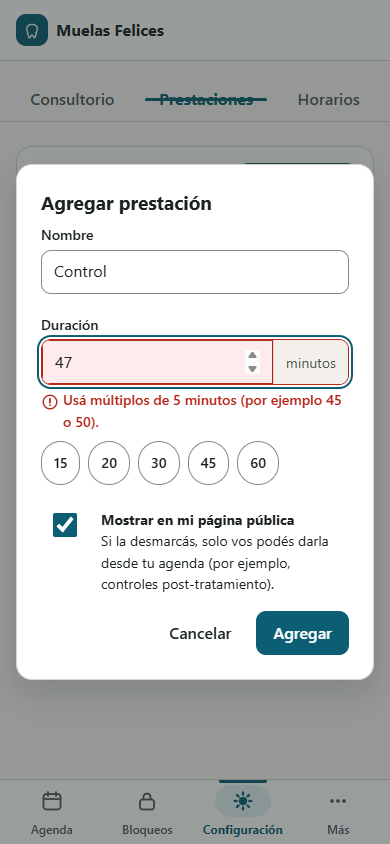 Muelas Felices
Consultorio
Prestaciones
Horarios
Agregar prestación
Nombre
Control
Duración
47
minutos
Usá múltiplos de 5 minutos (por ejemplo 45
o 50).
15
20
30
45
60
Mostrar en mi página pública
Si la desmarcás, solo vos podés darla
desde tu agenda (por ejemplo,
controles post-tratamiento).
Cancelar
Agregar
Agenda
Bloqueos
Configuración
Más